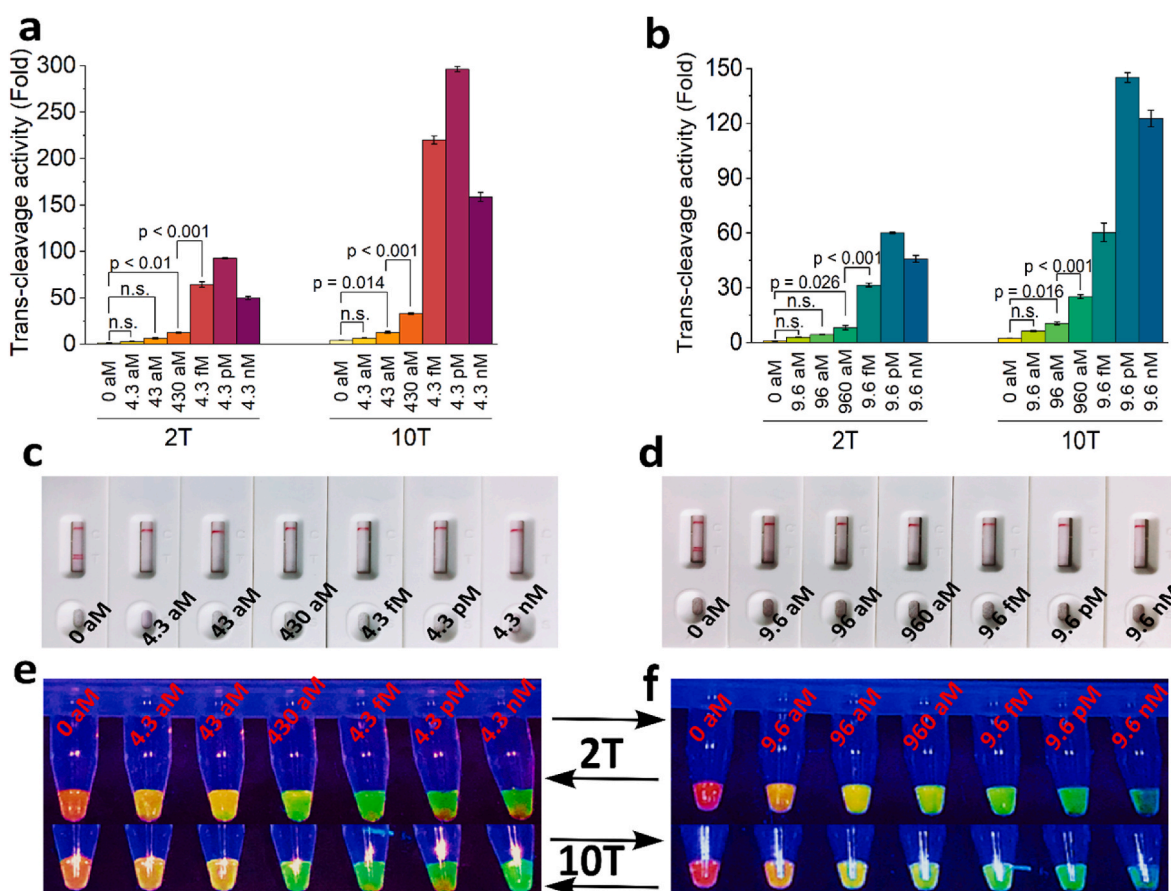 a
Trans-cleavage activity (Fold)
300
250
200
150
100
50
0
n.s.
n.s.
p < 0.01
p < 0.001
p = 0.014
p < 0.001
n.s.
0 aM
4.3 aM
43 aM
430 aM
4.3 fM
4.3 pM
4.3 nM
0 aM
4.3 aM
43 aM
430 aM
4.3 fM
4.3 pM
4.3 nM
2T
10T
b
Trans-cleavage activity (Fold)
150
120
90
60
30
0
n.s.
n.s.
p = 0.026
p < 0.001
p = 0.016
p < 0.001
n.s.
0 aM
9.6 aM
96 aM
960 aM
9.6 fM
9.6 pM
9.6 nM
0 aM
9.6 aM
96 aM
960 aM
9.6 fM
9.6 pM
9.6 nM
2T
10T
c
0 aM
4.3 aM
43 aM
430 aM
4.3 fM
4.3 pM
4.3 nM
d
0 aM
9.6 aM
96 aM
960 aM
9.6 fM
9.6 pM
9.6 nM
e
0 aM
4.3 aM
43 aM
430 aM
4.3 fM
4.3 pM
4.3 nM
2T
10T
f
0 aM
9.6 aM
96 aM
960 aM
9.6 fM
9.6 pM
9.6 nM